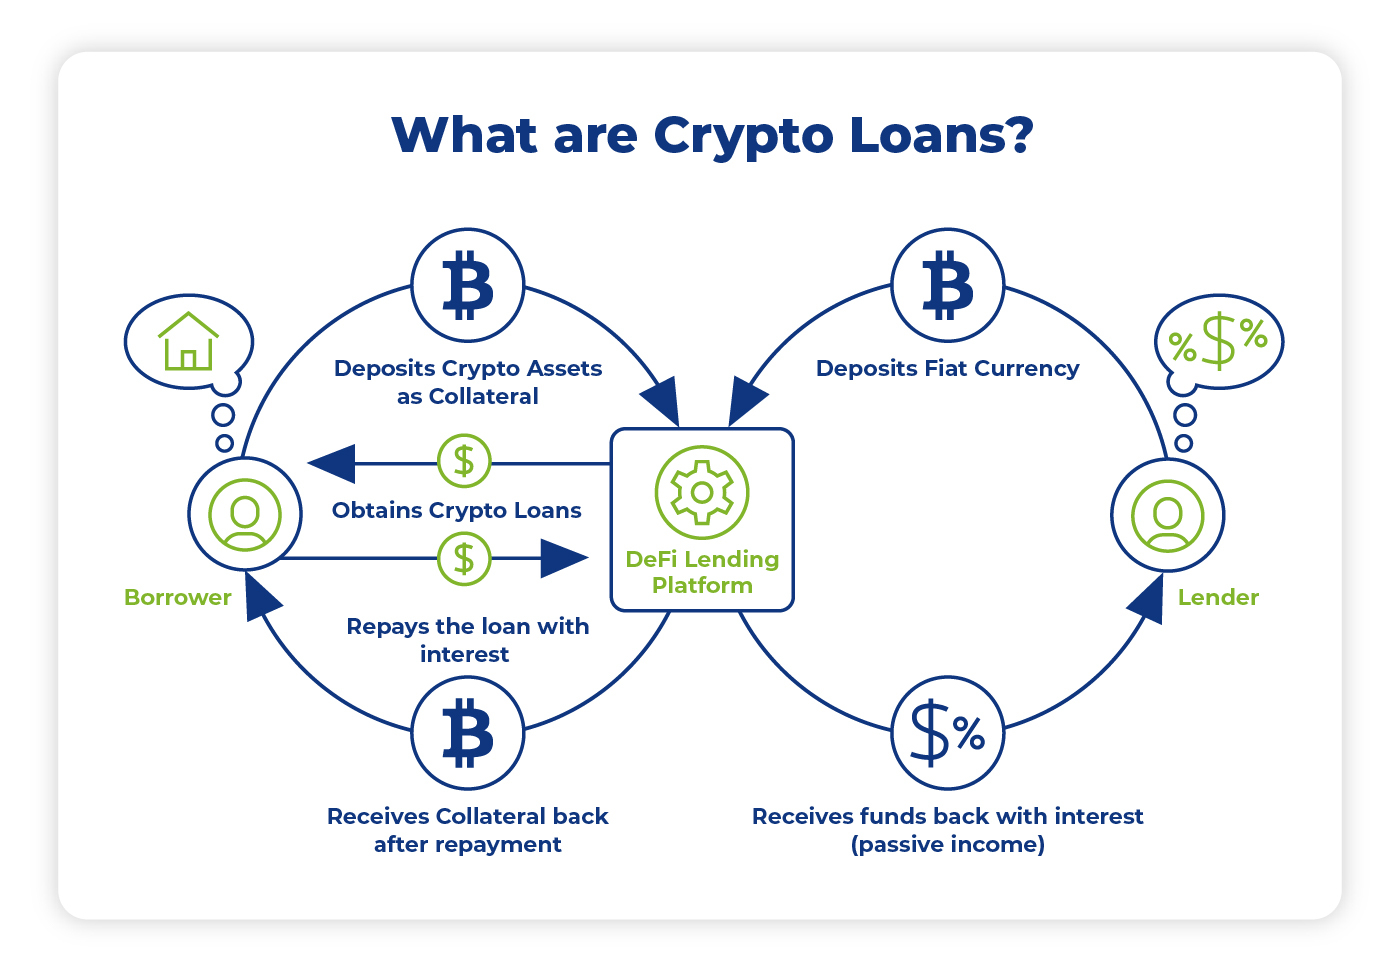 What are Crypto Loans?
Deposits Crypto Assets
as Collateral
Deposits Fiat Currency
% $ %
$
Obtains Crypto Loans
$
DeFi Lending
Platform
Borrower
Lender
Repays the loan with
interest
$%
Receives Collateral back
after repayment
Receives funds back with interest
(passive income)